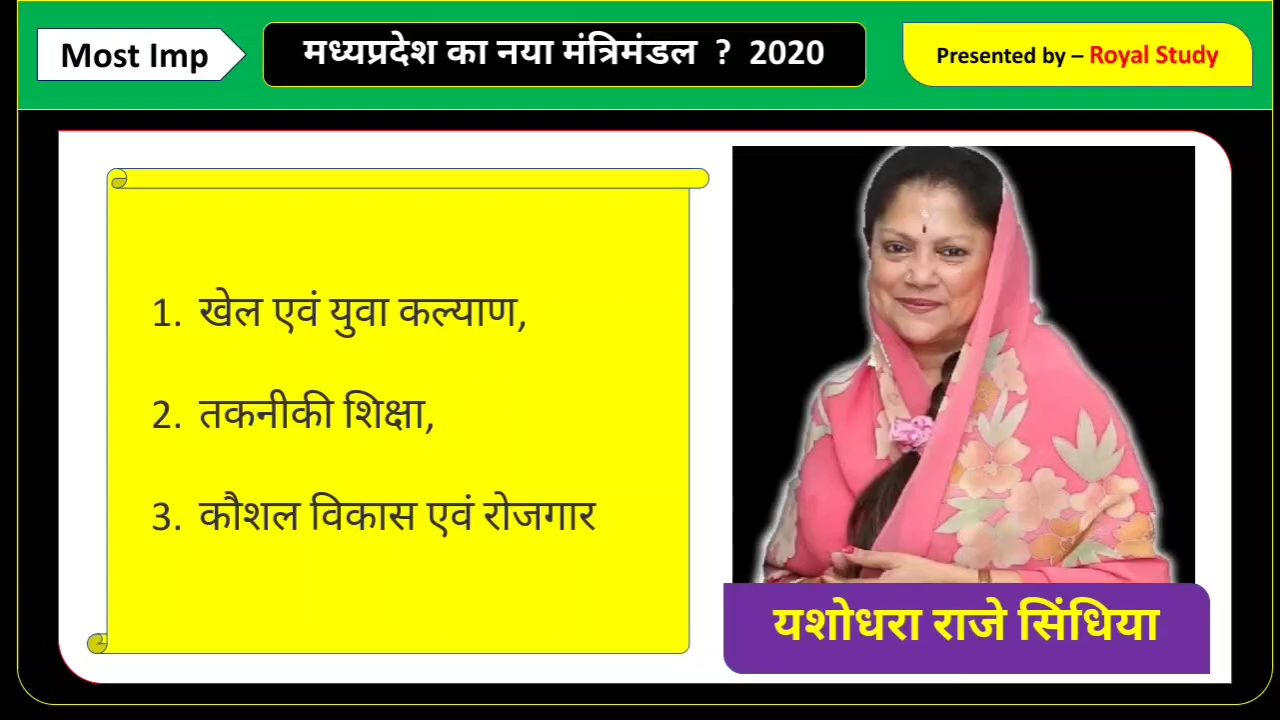 Most Imp
मध्यप्रदेश का नया मंत्रिमंडल ? 2020
Presented by – Royal Study
1. खेल एवं युवा कल्याण,
2. तकनीकी शिक्षा,
3. कौशल विकास एवं रोजगार
यशोधरा राजे सिंधिया